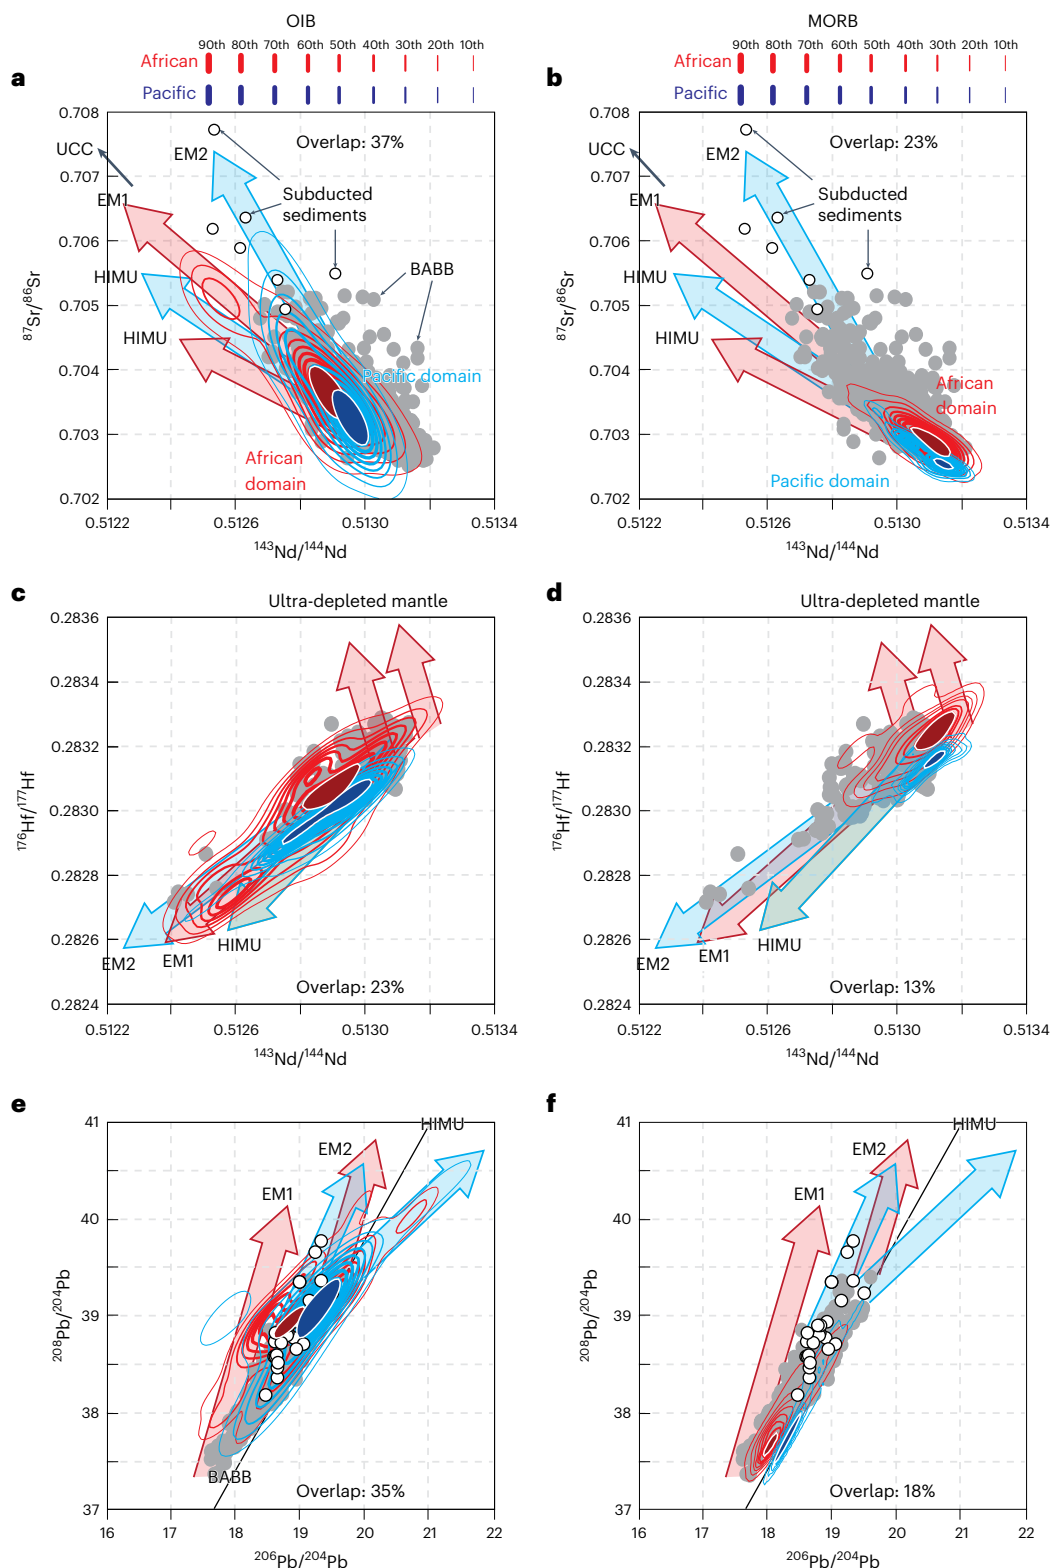 OIB
MORB
90th 80th 70th 60th 50th 40th 30th 20th 10th
90th 80th 70th 60th 50th 40th 30th 20th 10th
African
African
Pacific
Pacific
a
0.708
0.707
0.706
0.705
0.704
0.703
0.702
87Sr/86Sr
UCC
EM1
EM2
HIMU
HIMU
Overlap: 37%
Subducted
sediments
BABB
Pacific domain
African
domain
0.5122 0.5126 0.5130 0.5134
143Nd/144Nd
b
0.708
0.707
0.706
0.705
0.704
0.703
0.702
87Sr/86Sr
UCC
EM1
EM2
HIMU
HIMU
Overlap: 23%
Subducted
sediments
African
domain
Pacific domain
0.5122 0.5126 0.5130 0.5134
143Nd/144Nd
c
Ultra-depleted mantle
0.2836
0.2834
0.2832
0.2830
0.2828
0.2826
0.2824
176Hf/177Hf
HIMU
EM2
EM1
Overlap: 23%
0.5122 0.5126 0.5130 0.5134
143Nd/144Nd
d
Ultra-depleted mantle
0.2836
0.2834
0.2832
0.2830
0.2828
0.2826
0.2824
176Hf/177Hf
HIMU
EM2
EM1
Overlap: 13%
0.5122 0.5126 0.5130 0.5134
143Nd/144Nd
e
41
40
39
38
37
208Pb/204Pb
HIMU
EM2
EM1
BABB
Overlap: 35%
16 17 18 19 20 21 22
206Pb/204Pb
f
41
40
39
38
37
208Pb/204Pb
HIMU
EM2
EM1
Overlap: 18%
16 17 18 19 20 21 22
206Pb/204Pb